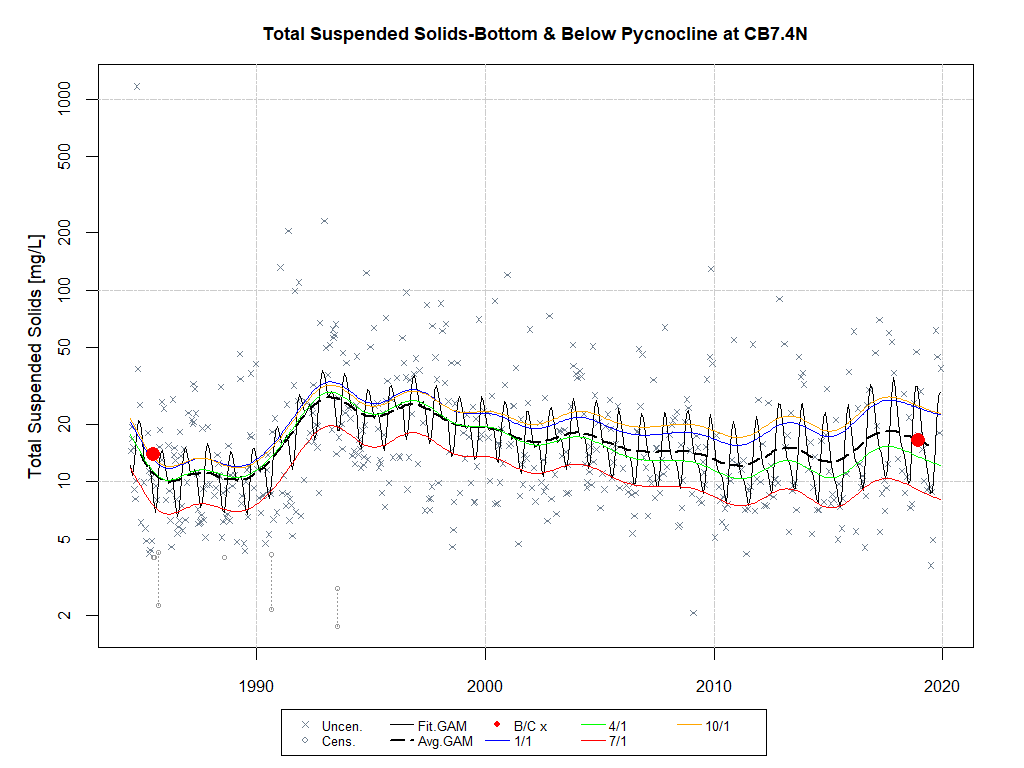 Total Suspended Solids-Bottom & Below Pycnocline at CB7.4N
Total Suspended Solids [mg/L]
1000
500
200
100
50
20
10
5
2
1990 2000 2010 2020
Uncen. Fit.GAM B/C x 4/1 10/1
Cens. Avg.GAM 1/1 7/1